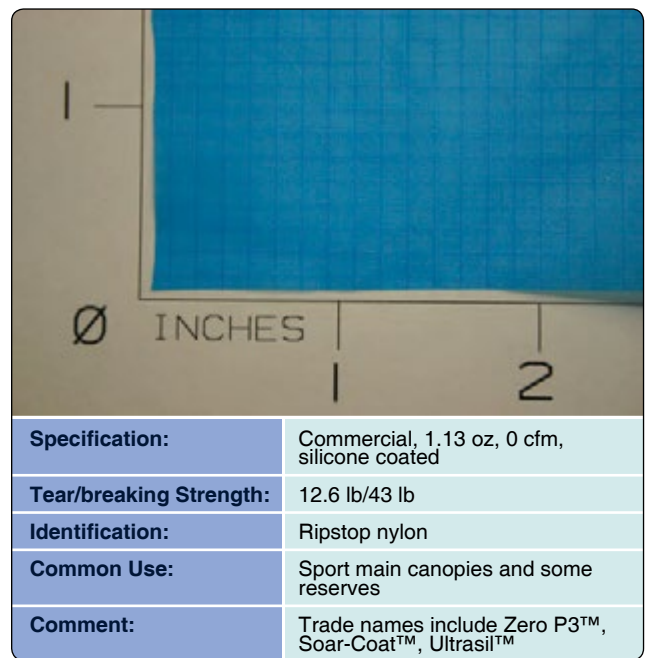 1
Ø INCHES
1 2
Specification: Commercial, 1.13 oz, 0 cfm,
silicone coated
Tear/breaking Strength: 12.6 lb/43 lb
Identification: Ripstop nylon
Common Use: Sport main canopies and some
reserves
Comment: Trade names include Zero P3™,
Soar-Coat™, Ultrasil™